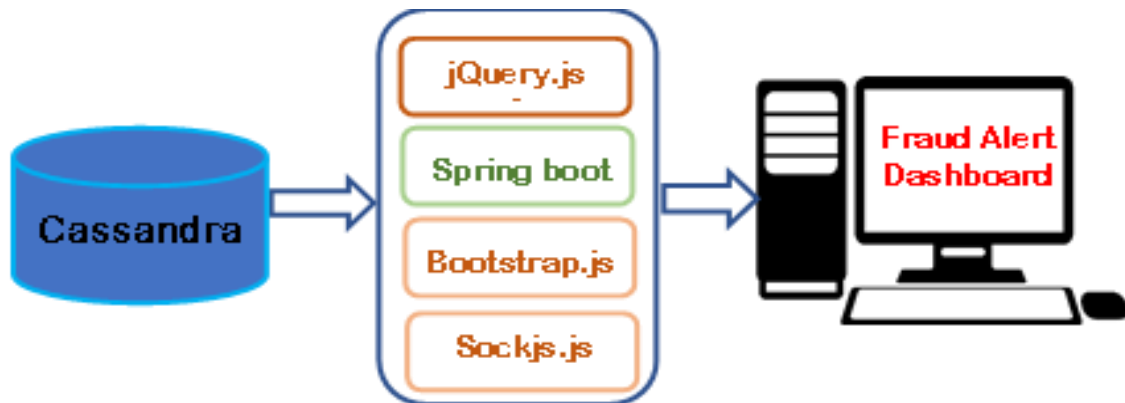 Cassandra
jQuery.js
Spring boot
Bootstrap.js
Sockjs.js
Fraud Alert
Dashboard